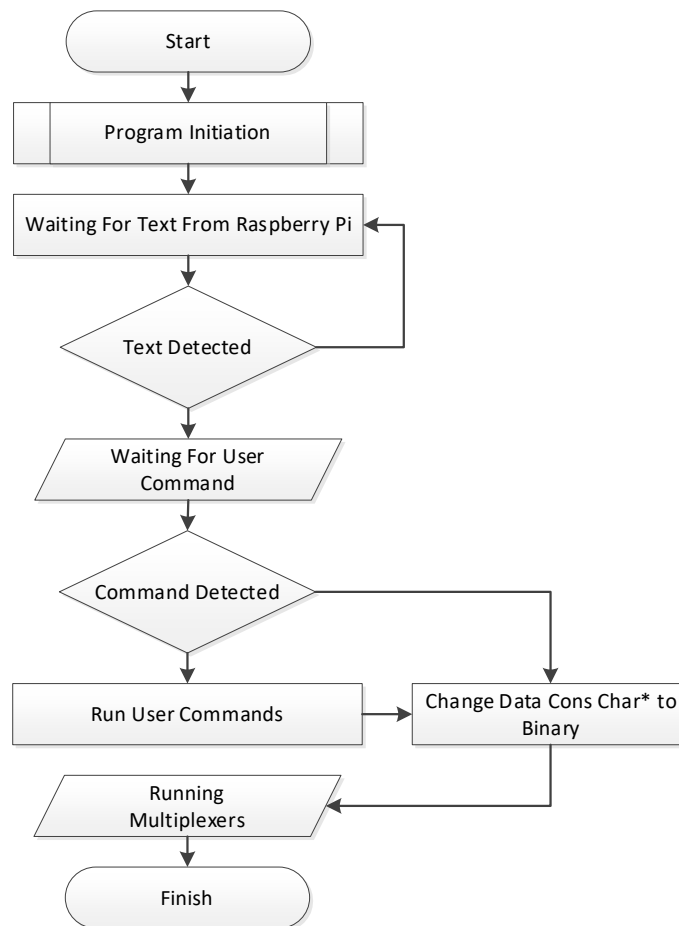 Start
Program Initiation
Waiting For Text From Raspberry Pi
Text Detected
Waiting For User
Command
Command Detected
Run User Commands
Change Data Cons Char* to
Binary
Running
Multiplexers
Finish